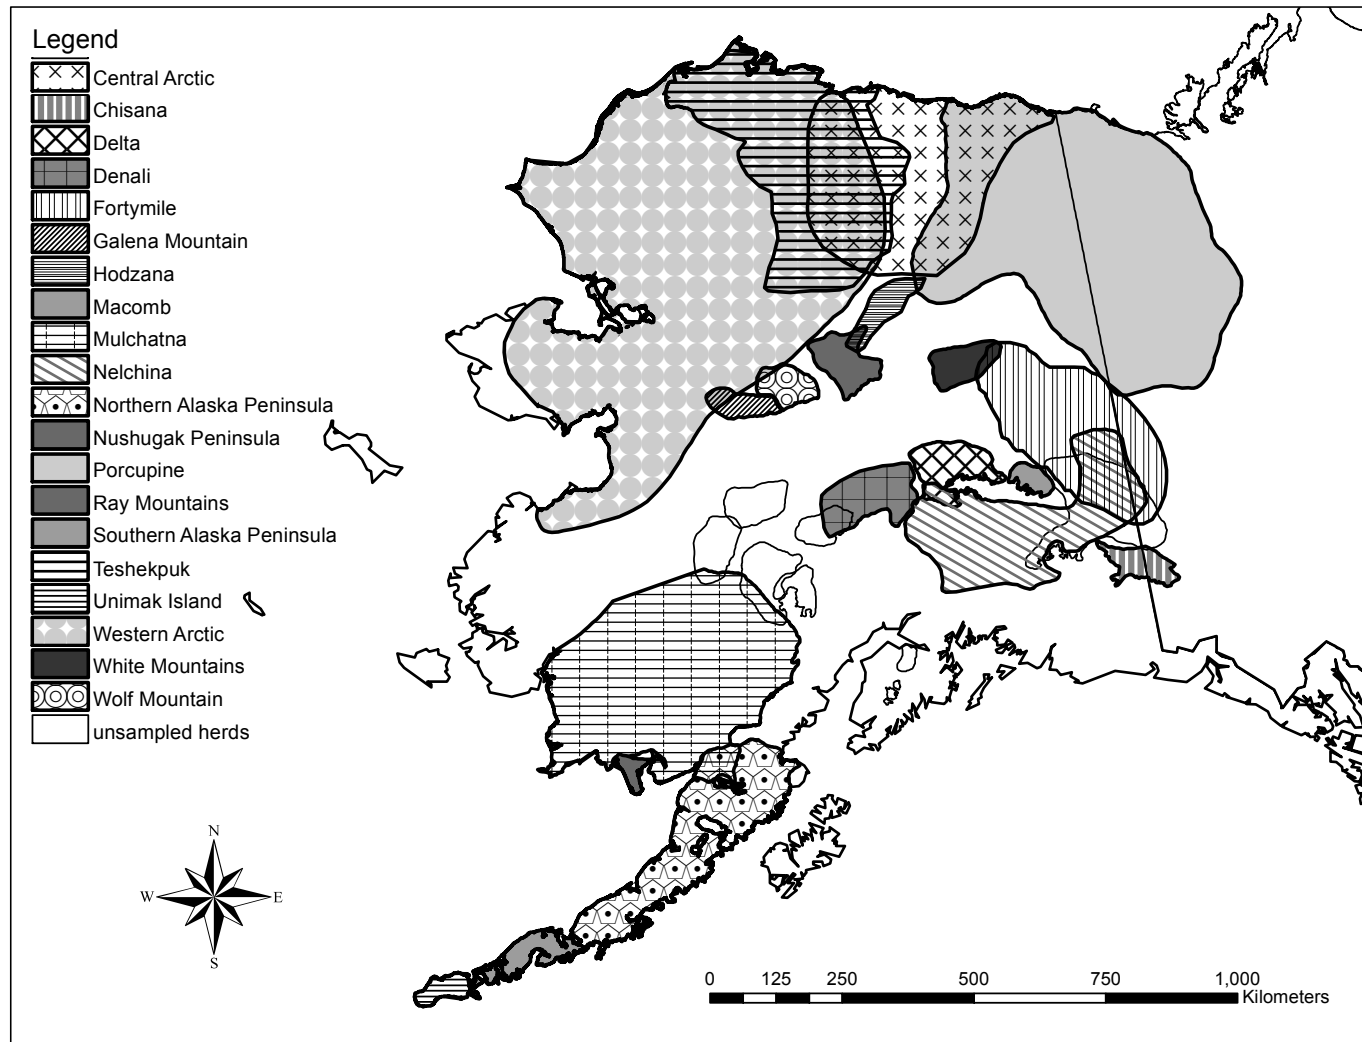 Legend
Central Arctic
Chisana
Delta
Denali
Fortymile
Galena Mountain
Hodzana
Macomb
Mulchatna
Nelchina
Northern Alaska Peninsula
Nushugak Peninsula
Porcupine
Ray Mountains
Southern Alaska Peninsula
Teshekpuk
Unimak Island
Western Arctic
White Mountains
Wolf Mountain
unsampled herds
N
W E
S
0 125 250 500 750 1,000
Kilometers